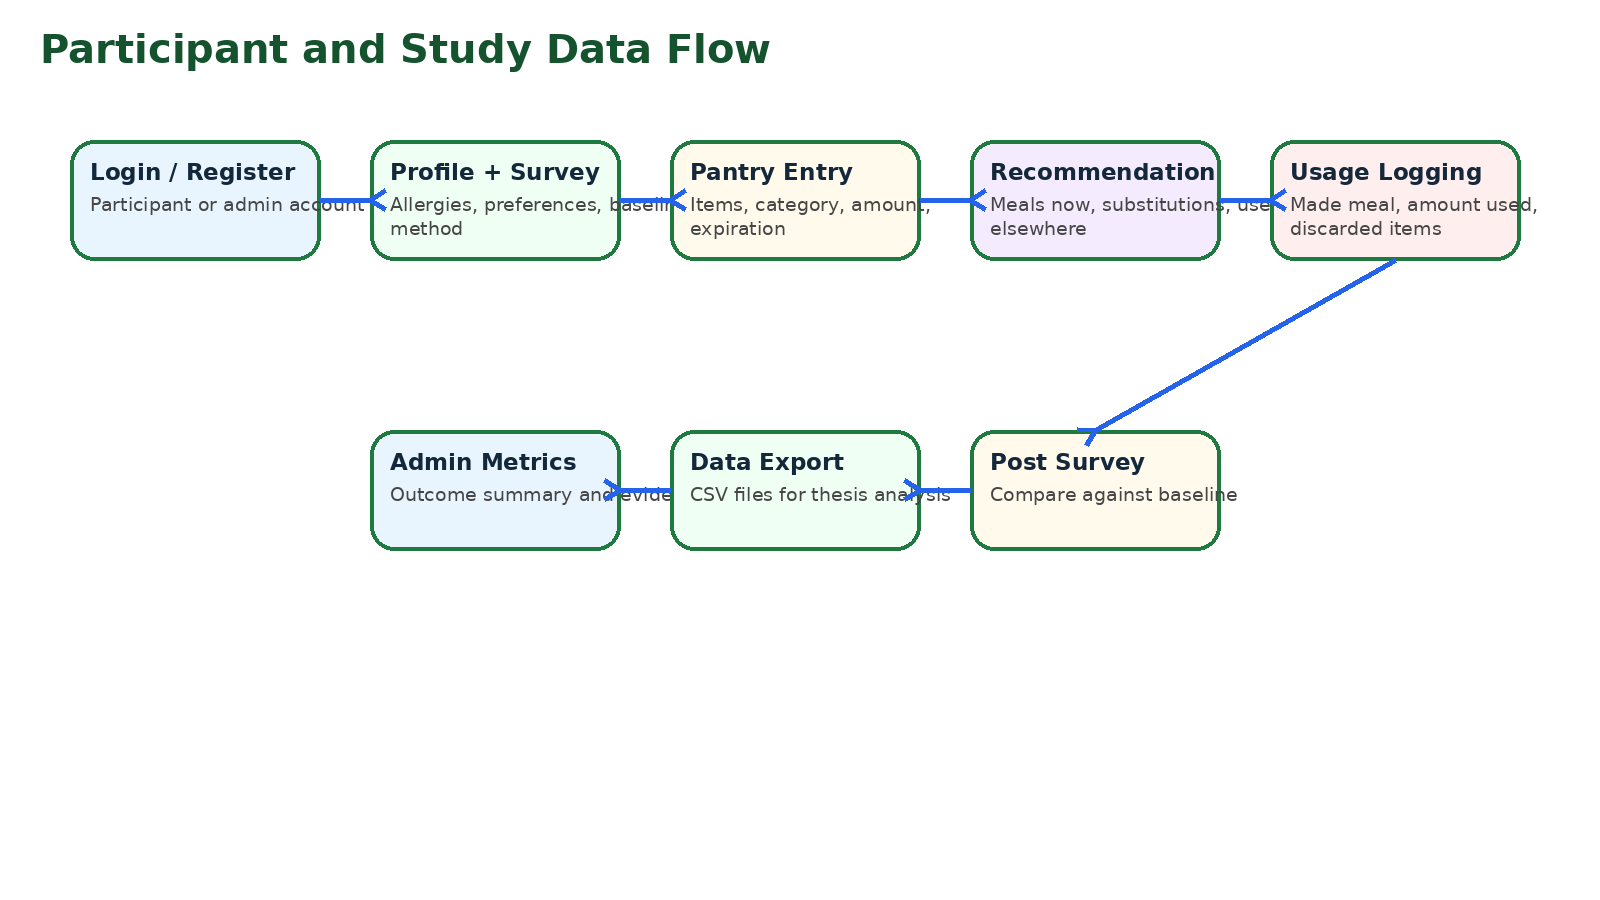 Participant and Study Data Flow
Login / Register
Participant or admin account
Profile + Survey
Allergies, preferences,
method
Pantry Entry
Items, category, amount,
expiration
Recommendation
Meals now, substitutions, use
elsewhere
Usage Logging
Made meal, amount used,
discarded items
Admin Metrics
Outcome summary and
Data Export
CSV files for thesis analysis
Post Survey
Compare against baseline